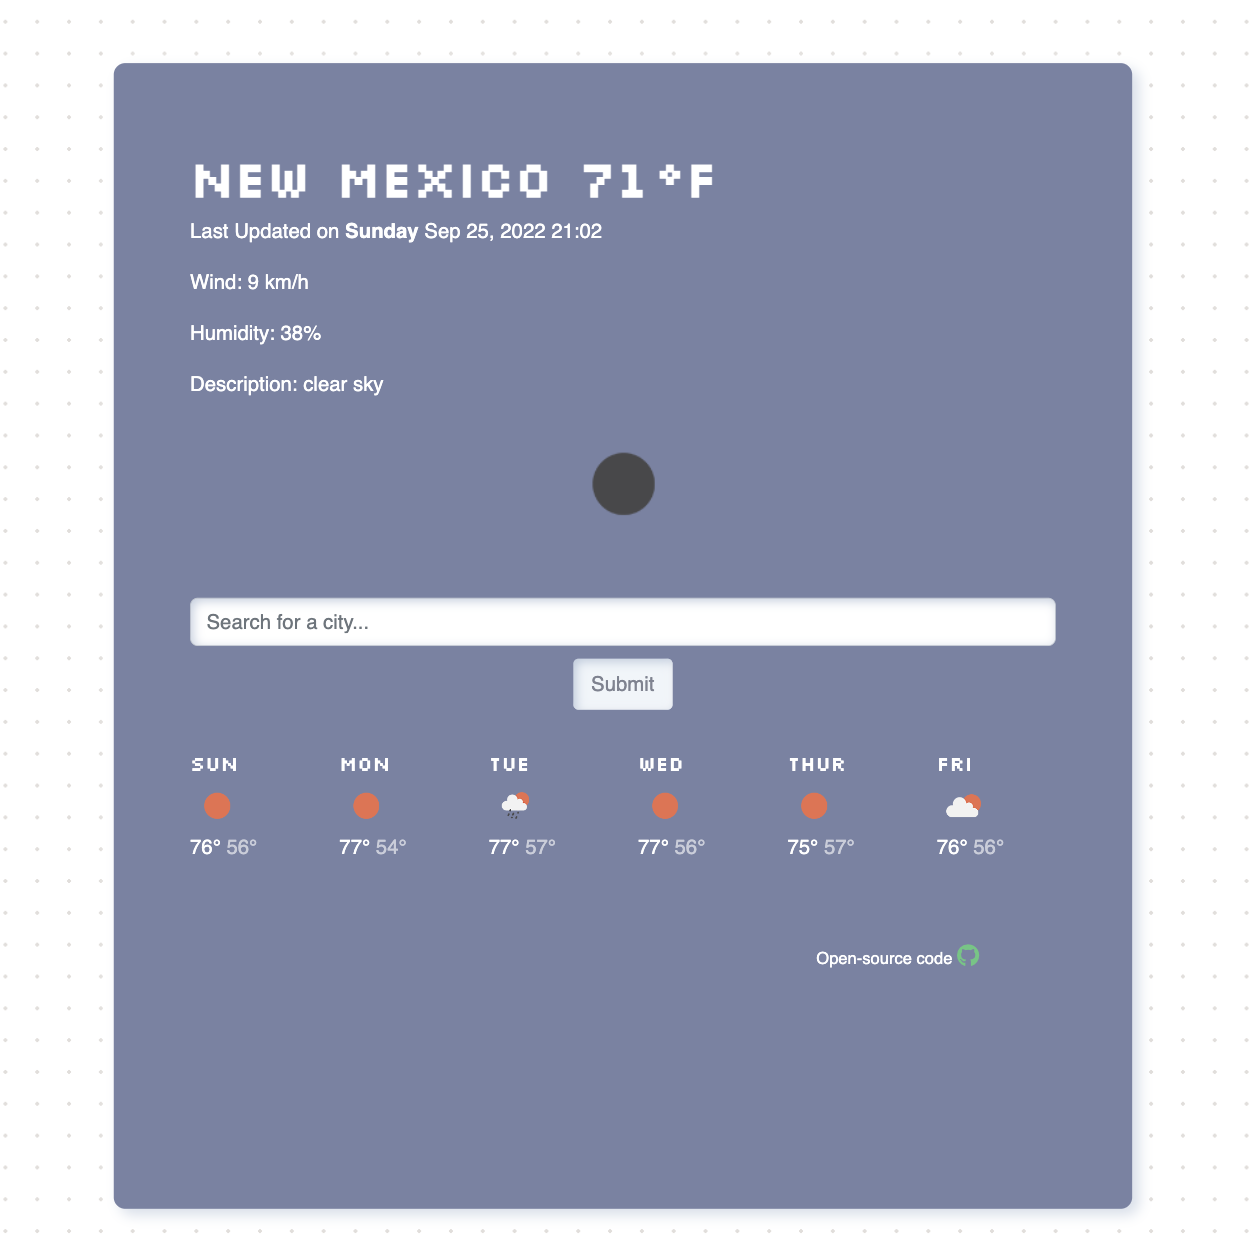 NEW MEXICO 71°F
Last Updated on Sunday Sep 25, 2022 21:02
Wind: 9 km/h
Humidity: 38%
Description: clear sky
Search for a city...
Submit
SUN MON TUE WED THUR FRI
76° 56° 77° 54° 77° 57° 77° 56° 75° 57° 76° 56°
Open-source code